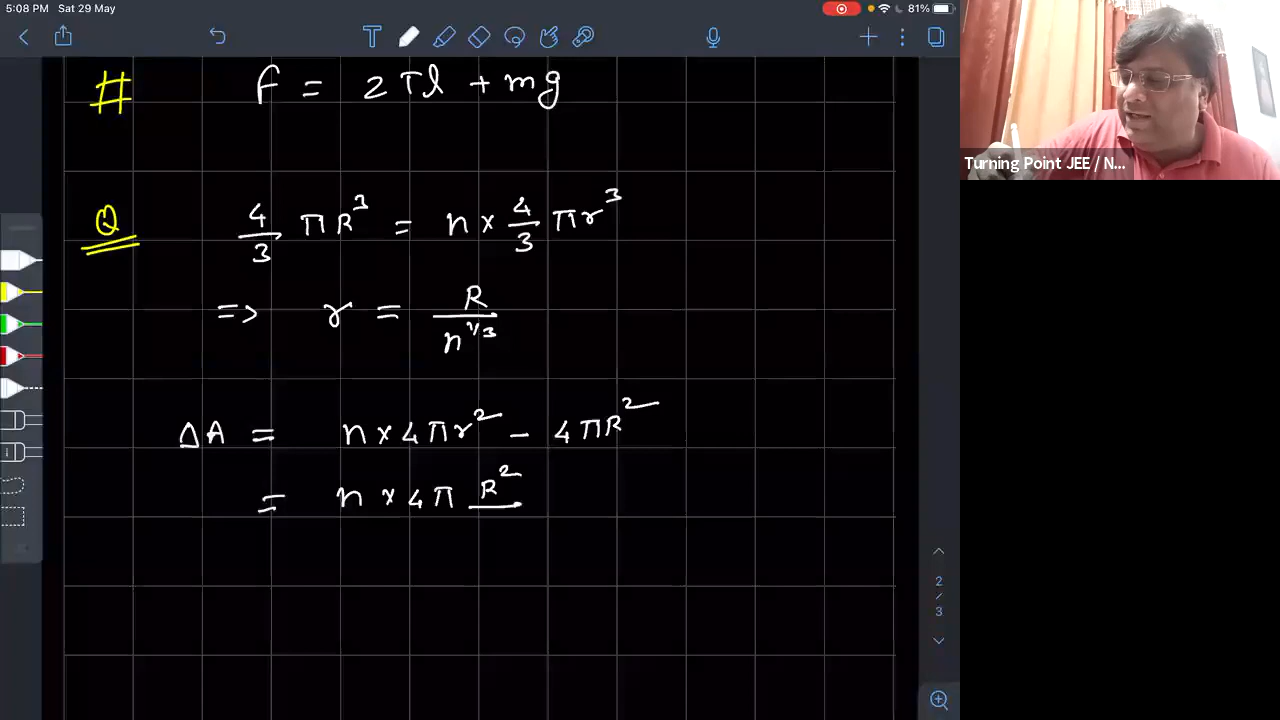 5:08 PM Sat 29 May 81%
# F = 2Tl + mg
Turning Point JEE / N...
Q 4/3 πR³ = n × 4/3 πr³
=> r = R/n^1/3
ΔA = n × 4πr² − 4πR²
= n × 4π R²
2
/
3